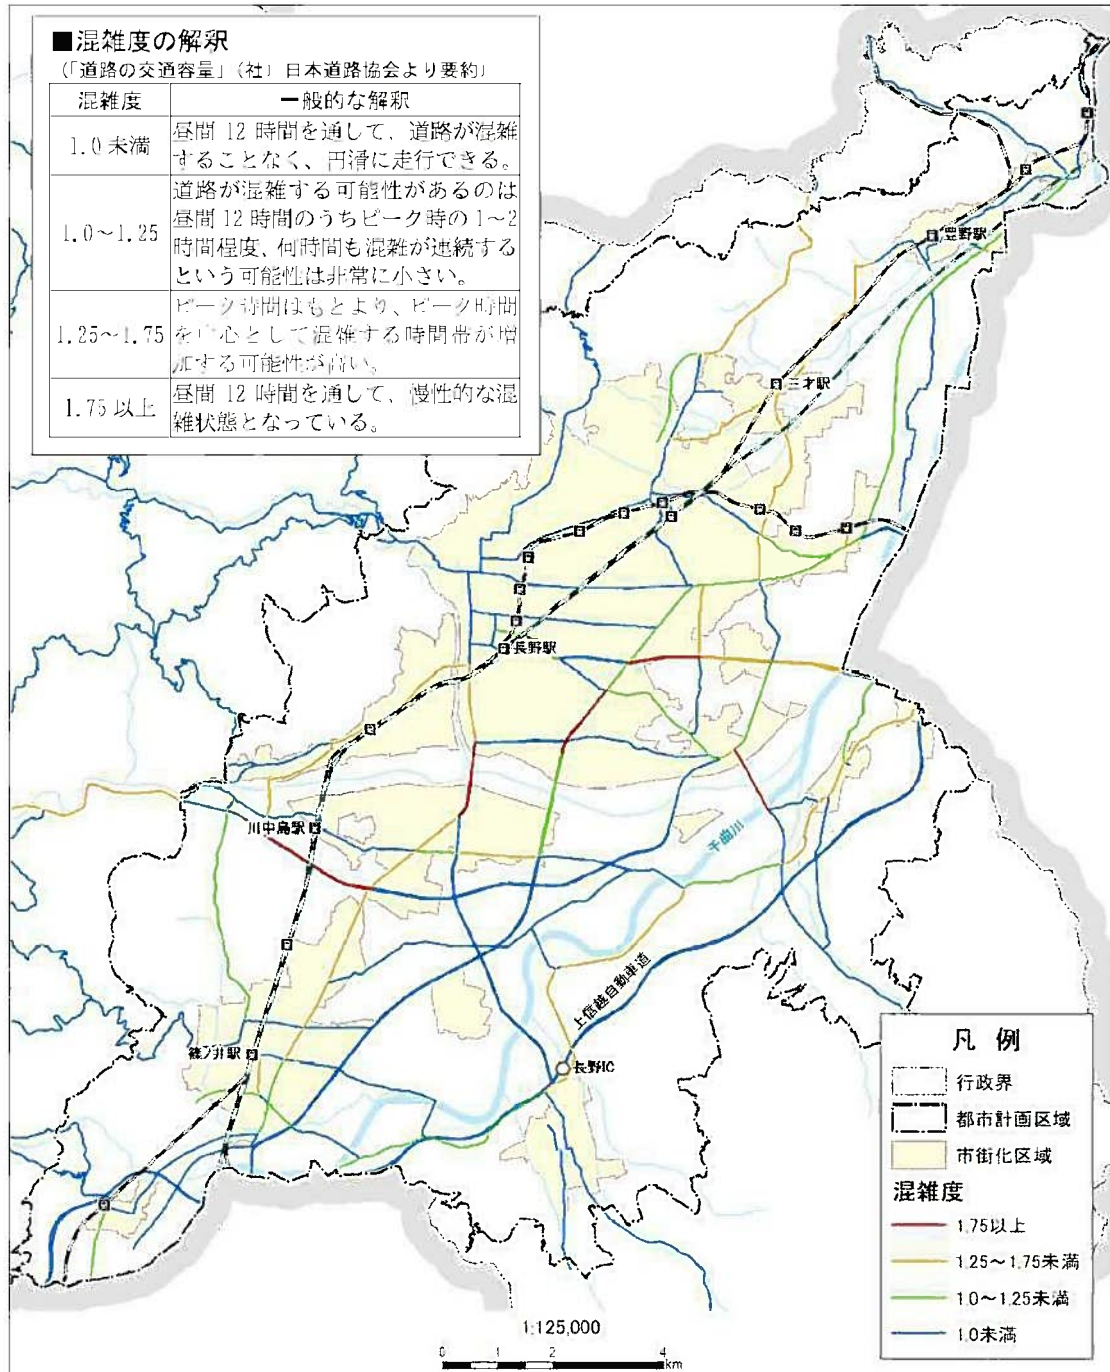 ■混雑度の解釈
(「道路の交通容量」(社) 日本道路協会より要約)
混雑度
一般的な解釈
1.0 未満
昼間 12 時間を通して、道路が混雑
することなく、円滑に走行できる。
1.0～1.25
道路が混雑する可能性があるのは
昼間 12 時間のうちピーク時の 1～2
時間程度、何時間も混雑が連続する
という可能性は非常に小さい。
1.25～1.75
ピーク時間はもとより、ピーク時間
を中心として混雑する時間帯が増
加する可能性が高い。
1.75 以上
昼間 12 時間を通して、慢性的な混
雑状態となっている。
豊野駅
三才駅
長野駅
川中島駅
千曲川
上信越自動車道
篠ノ井駅
長野IC
凡 例
行政界
都市計画区域
市街化区域
混雑度
1.75以上
1.25～1.75未満
1.0～1.25未満
1.0未満
1:125,000
0 1 2 4
km